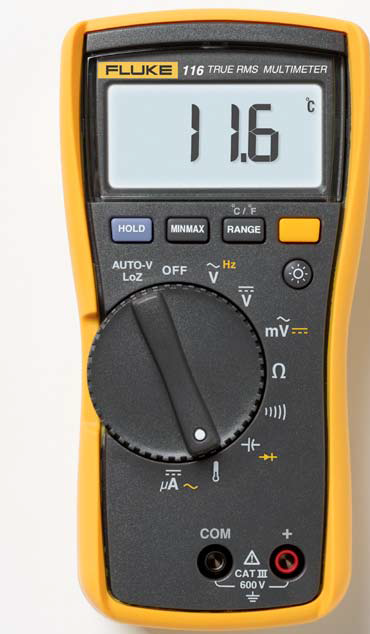 FLUKE 116 TRUE RMS MULTIMETER
11.6 °C
°C / °F
HOLD MINMAX RANGE
AUTO-V
LoZ
OFF
V Hz
V
mV
Ω
µA
COM +
CAT III
600 V